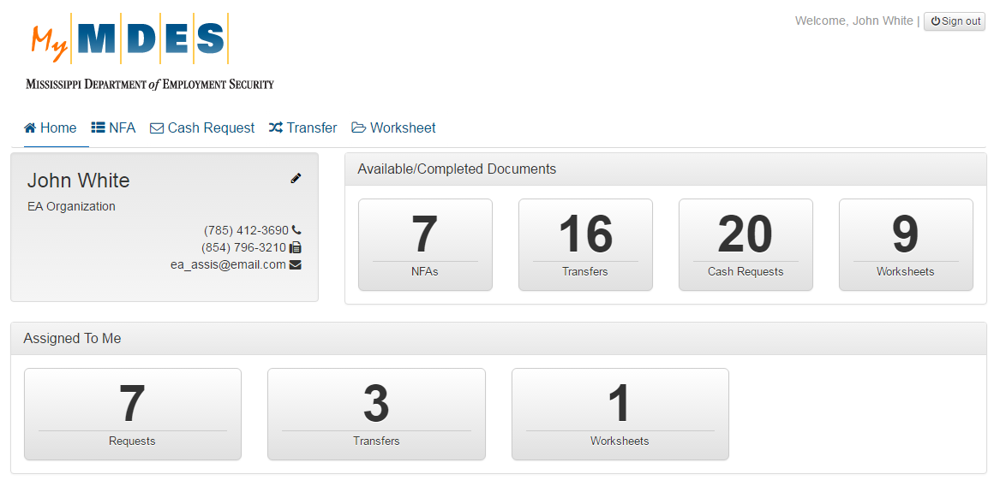 My MDES
Mississippi Department of Employment Security
Welcome, John White | Sign out
Home NFA Cash Request Transfer Worksheet
John White
EA Organization
(785) 412-3690
(854) 796-3210
ea_assis@email.com
Available/Completed Documents
7 16 20 9
NFAs Transfers Cash Requests Worksheets
Assigned To Me
7 3 1
Requests Transfers Worksheets